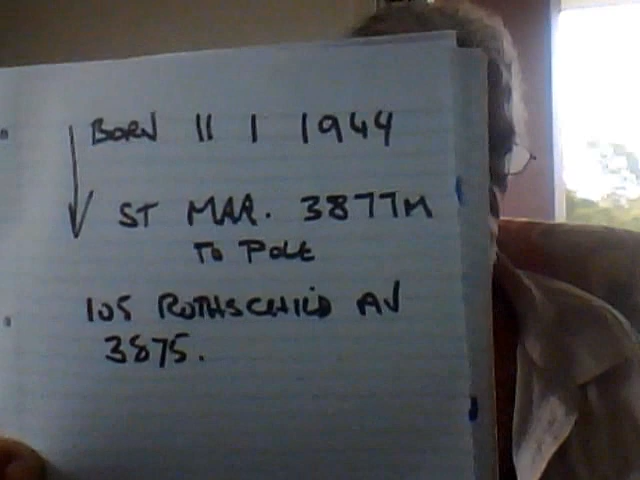 BORN 11 1 1944
ST MAR. 3877M
TO POLE
105 ROTHSCHILD AV
3875.